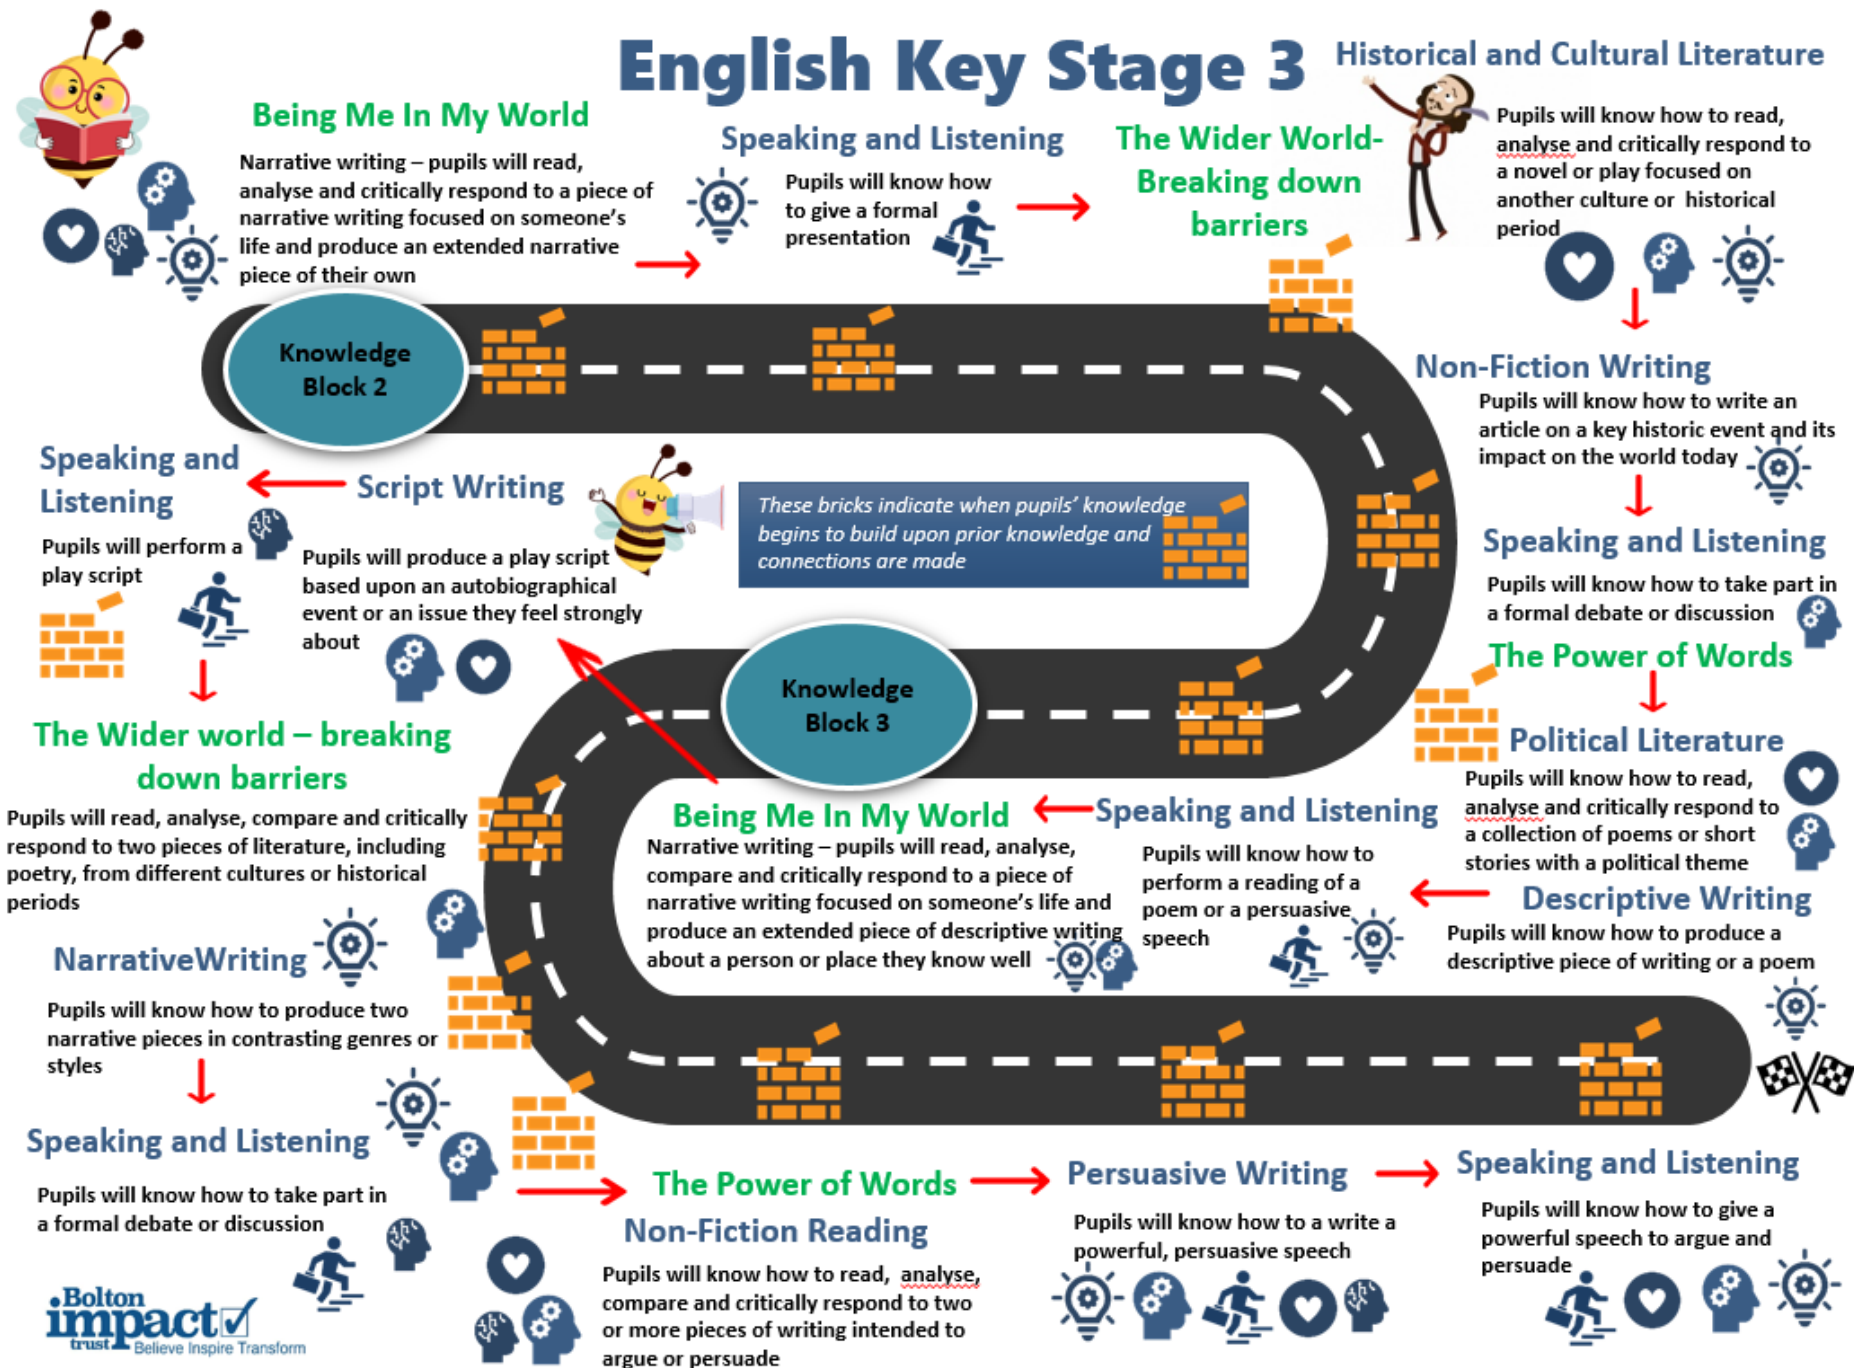 English Key Stage 3
Being Me In My World
Narrative writing – pupils will read,
analyse and critically respond to a piece of
narrative writing focused on someone's
life and produce an extended narrative
piece of their own
Speaking and Listening
Pupils will know how
to give a formal
presentation
The Wider World-
Breaking down
barriers
Historical and Cultural Literature
Pupils will know how to read,
analyse and critically respond to
a novel or play focused on
another culture or historical
period
Knowledge
Block 2
Non-Fiction Writing
Pupils will know how to write an
article on a key historic event and its
impact on the world today
Speaking and Listening
Pupils will know how to take part in
a formal debate or discussion
The Power of Words
Political Literature
Pupils will know how to read,
analyse and critically respond to
a collection of poems or short
stories with a political theme
Descriptive Writing
Pupils will know how to produce a
descriptive piece of writing or a poem
Speaking and Listening
Pupils will know how to
perform a reading of a
poem or a persuasive
speech
These bricks indicate when pupils' knowledge
begins to build upon prior knowledge and
connections are made
Knowledge
Block 3
Being Me In My World
Narrative writing – pupils will read, analyse,
compare and critically respond to a piece of
narrative writing focused on someone's life and
produce an extended piece of descriptive writing
about a person or place they know well
Script Writing
Pupils will produce a play script
based upon an autobiographical
event or an issue they feel strongly
about
Speaking and
Listening
Pupils will perform a
play script
The Wider world – breaking
down barriers
Pupils will read, analyse, compare and critically
respond to two pieces of literature, including
poetry, from different cultures or historical
periods
NarrativeWriting
Pupils will know how to produce two
narrative pieces in contrasting genres or
styles
Speaking and Listening
Pupils will know how to take part in
a formal debate or discussion
The Power of Words
Non-Fiction Reading
Pupils will know how to read, analyse,
compare and critically respond to two
or more pieces of writing intended to
argue or persuade
Persuasive Writing
Pupils will know how to a write a
powerful, persuasive speech
Speaking and Listening
Pupils will know how to give a
powerful speech to argue and
persuade
Bolton
impact
trust Believe Inspire Transform